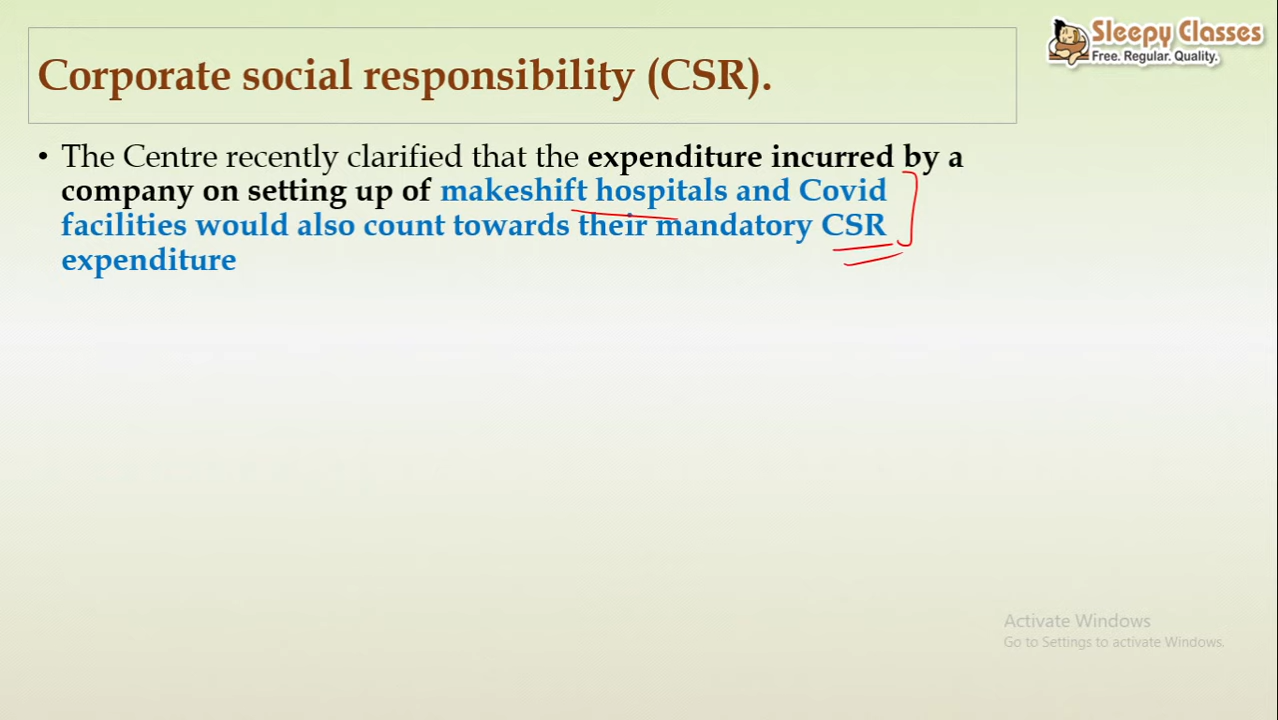 Sleepy Classes
Free. Regular. Quality.
Corporate social responsibility (CSR).
• The Centre recently clarified that the expenditure incurred by a
company on setting up of makeshift hospitals and Covid
facilities would also count towards their mandatory CSR
expenditure
Activate Windows
Go to Settings to activate Windows.